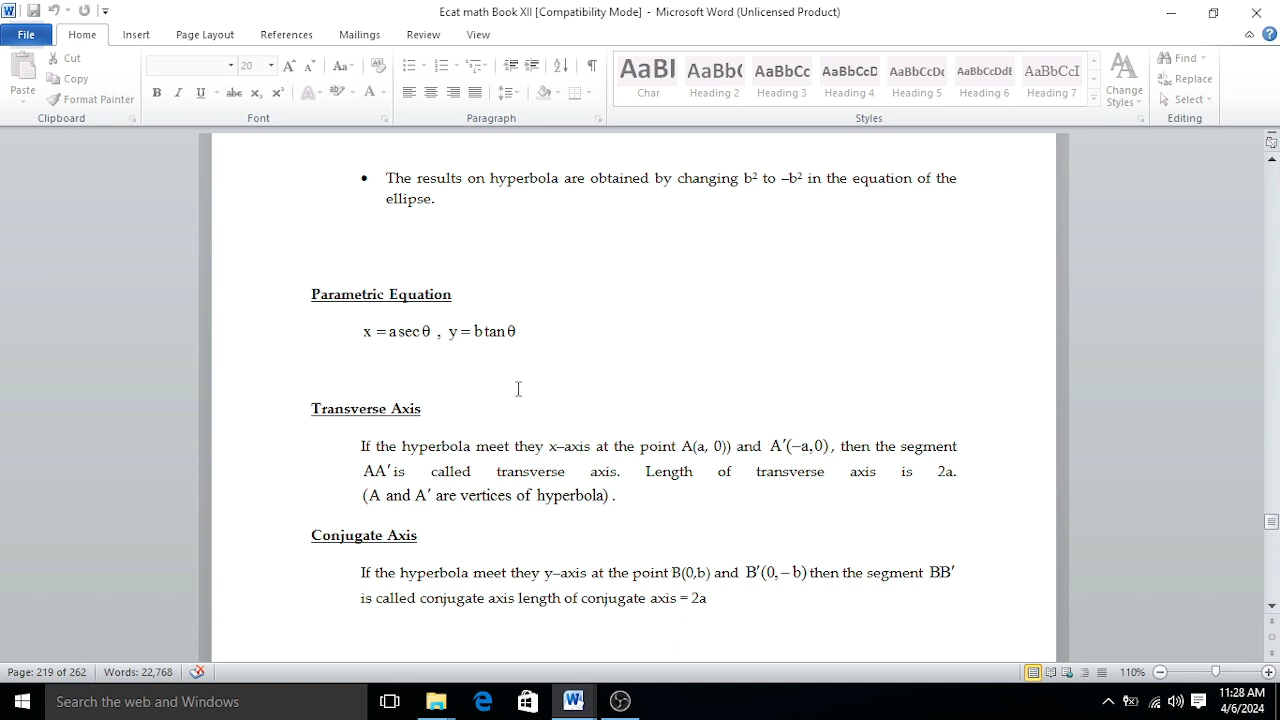 Ecat math Book XII [Compatibility Mode] - Microsoft Word (Unlicensed Product)
File Home Insert Page Layout References Mailings Review View
Paste
Cut
Copy
Format Painter
20
AaBl AaBb( AaBbCc AaBbCcD AaBbCcDc AaBbCcDdE AaBbCcI
Char Heading 2 Heading 3 Heading 4 Heading 5 Heading 6 Heading 7
Change Styles
Find
Replace
Select
Clipboard Font Paragraph Styles Editing
• The results on hyperbola are obtained by changing b² to –b² in the equation of the
ellipse.
Parametric Equation
x = a sec θ , y = b tan θ
Transverse Axis
If the hyperbola meet they x–axis at the point A(a, 0)) and A′(−a,0), then the segment
AA′ is called transverse axis. Length of transverse axis is 2a.
(A and A′ are vertices of hyperbola) .
Conjugate Axis
If the hyperbola meet they y–axis at the point B(0,b) and B′(0,−b) then the segment BB′
is called conjugate axis length of conjugate axis = 2a
Page: 219 of 262 Words: 22,768 110%
Search the web and Windows
11:28 AM
4/6/2024